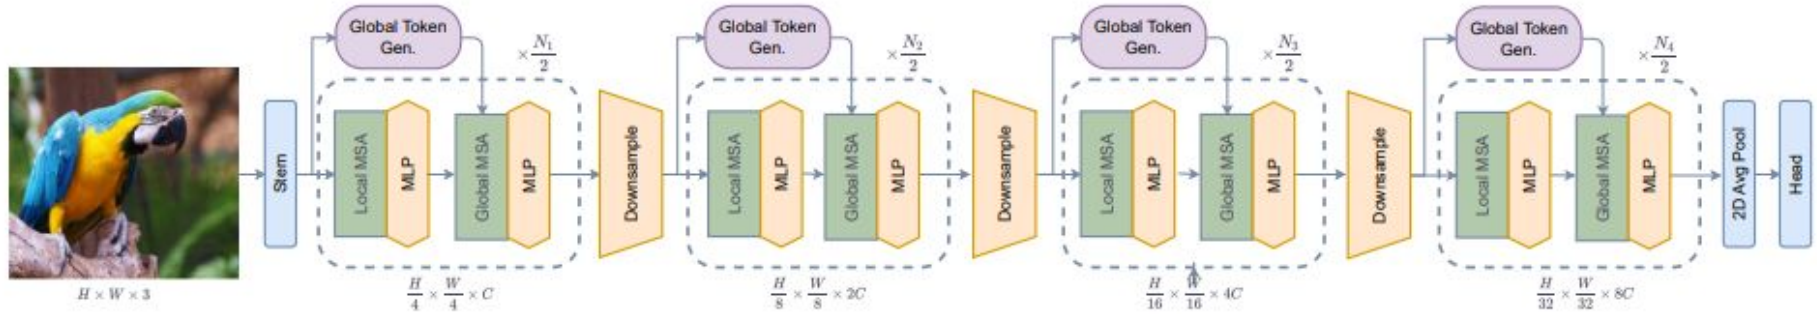 H × W × 3
Stem
Global Token
Gen.
× N₁/2
Local MSA
MLP
Global MSA
MLP
H/4 × W/4 × C
Downsample
Global Token
Gen.
× N₂/2
Local MSA
MLP
Global MSA
MLP
H/8 × W/8 × 2C
Downsample
Global Token
Gen.
× N₃/2
Local MSA
MLP
Global MSA
MLP
H/16 × W/16 × 4C
Downsample
Global Token
Gen.
× N₄/2
Local MSA
MLP
Global MSA
MLP
H/32 × W/32 × 8C
2D Avg Pool
Head